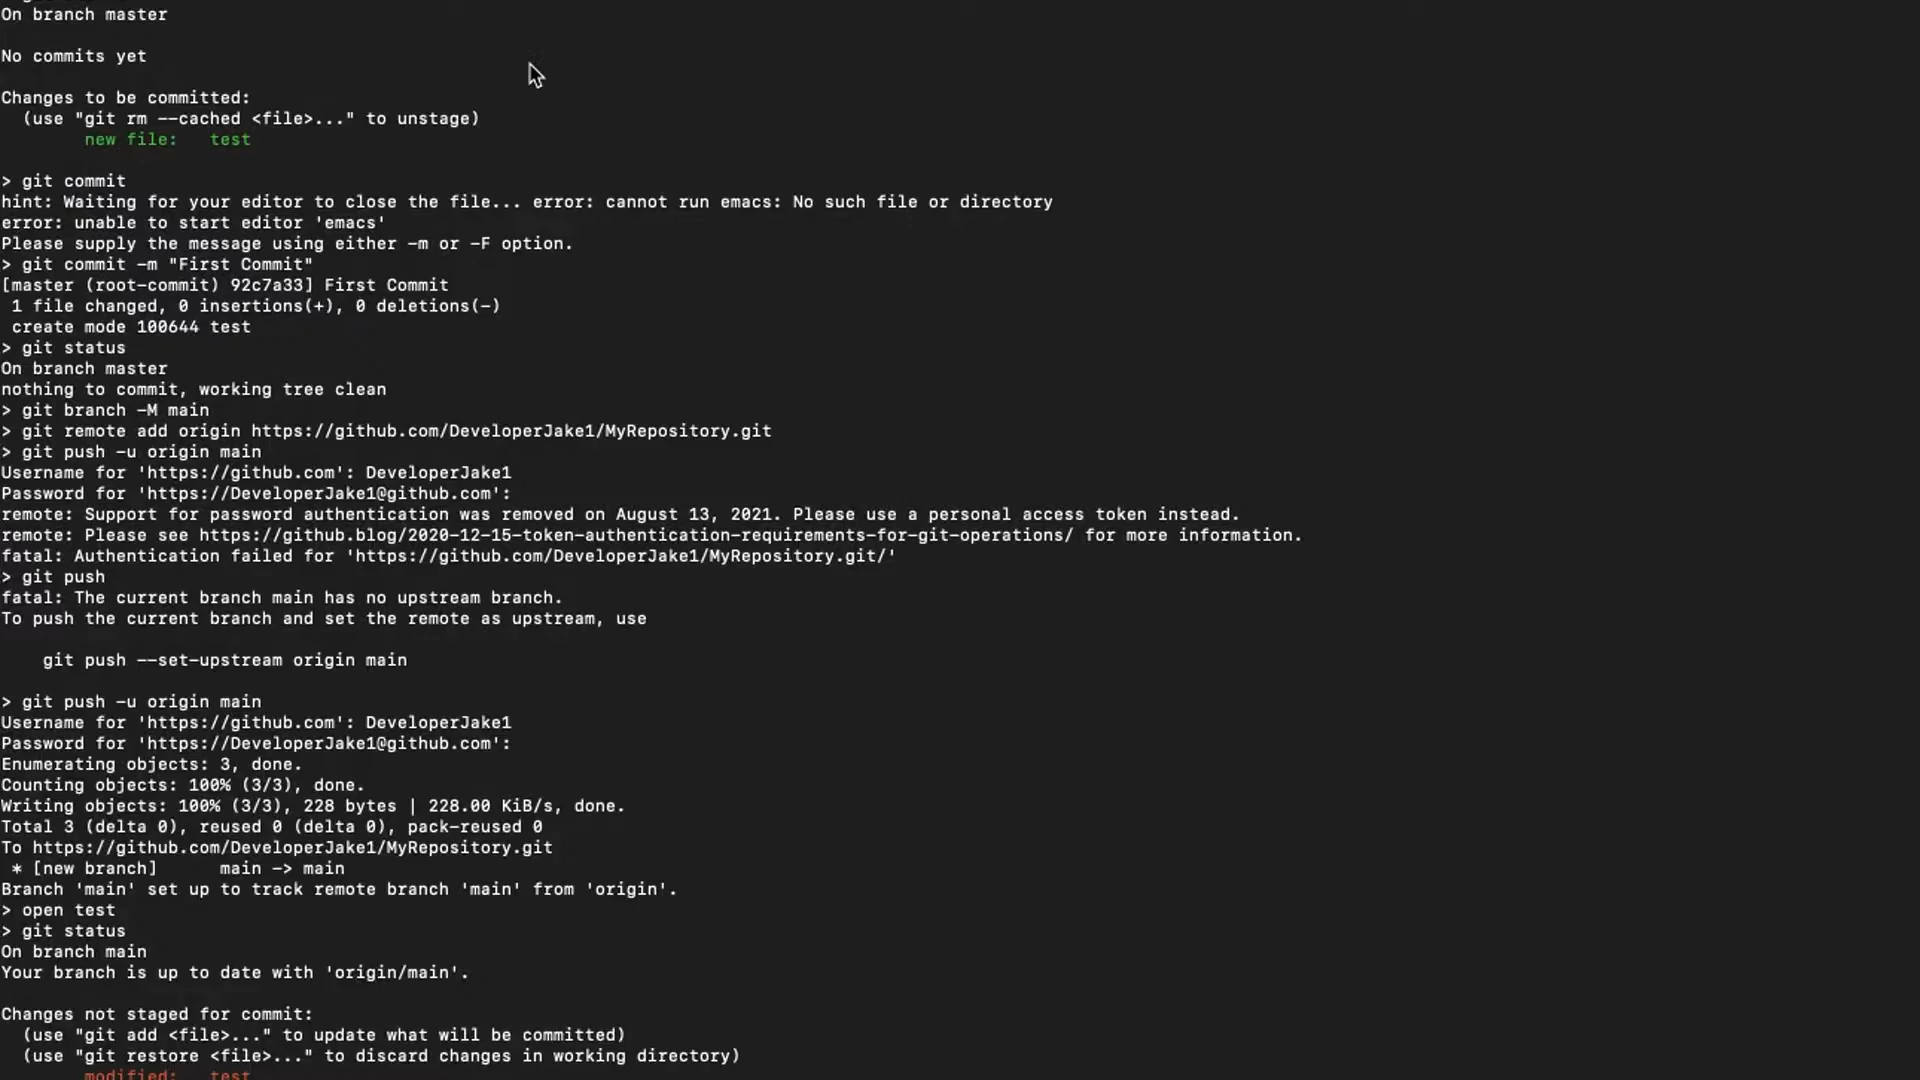 On branch master
No commits yet
Changes to be committed:
  (use "git rm --cached <file>..." to unstage)
        new file:   test
> git commit
hint: Waiting for your editor to close the file... error: cannot run emacs: No such file or directory
error: unable to start editor 'emacs'
Please supply the message using either -m or -F option.
> git commit -m "First Commit"
[master (root-commit) 92c7a33] First Commit
 1 file changed, 0 insertions(+), 0 deletions(-)
 create mode 100644 test
> git status
On branch master
nothing to commit, working tree clean
> git branch -M main
> git remote add origin https://github.com/DeveloperJake1/MyRepository.git
> git push -u origin main
Username for 'https://github.com': DeveloperJake1
Password for 'https://DeveloperJake1@github.com':
remote: Support for password authentication was removed on August 13, 2021. Please use a personal access token instead.
remote: Please see https://github.blog/2020-12-15-token-authentication-requirements-for-git-operations/ for more information.
fatal: Authentication failed for 'https://github.com/DeveloperJake1/MyRepository.git/'
> git push
fatal: The current branch main has no upstream branch.
To push the current branch and set the remote as upstream, use
    git push --set-upstream origin main
> git push -u origin main
Username for 'https://github.com': DeveloperJake1
Password for 'https://DeveloperJake1@github.com':
Enumerating objects: 3, done.
Counting objects: 100% (3/3), done.
Writing objects: 100% (3/3), 228 bytes | 228.00 KiB/s, done.
Total 3 (delta 0), reused 0 (delta 0), pack-reused 0
To https://github.com/DeveloperJake1/MyRepository.git
 * [new branch]      main -> main
Branch 'main' set up to track remote branch 'main' from 'origin'.
> open test
> git status
On branch main
Your branch is up to date with 'origin/main'.
Changes not staged for commit:
  (use "git add <file>..." to update what will be committed)
  (use "git restore <file>..." to discard changes in working directory)
        modified:   test